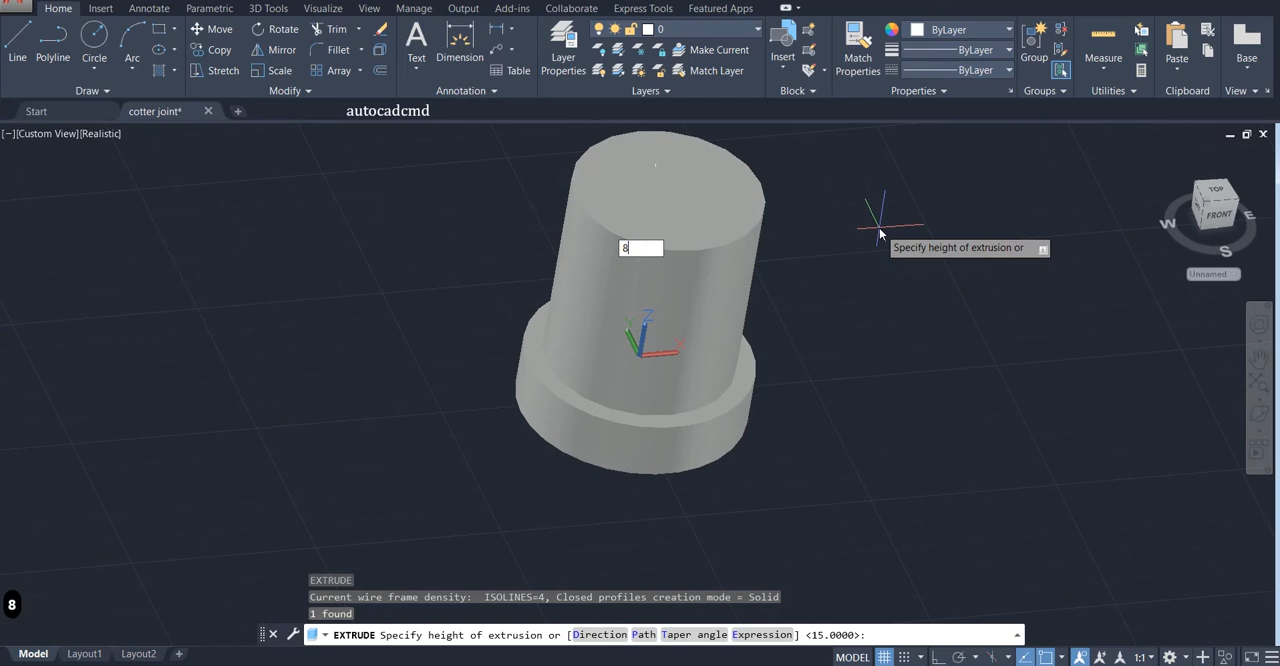 Home Insert Annotate Parametric 3D Tools Visualize View Manage Output Add-ins Collaborate Express Tools Featured Apps
Line Polyline Circle Arc
Move Rotate Trim
Copy Mirror Fillet
Stretch Scale Array
Text Dimension Table
Layer Properties
0
Make Current
Match Layer
Insert
Match Properties
ByLayer
ByLayer
ByLayer
Group Measure Paste Base
Draw Modify Annotation Layers Block Properties Groups Utilities Clipboard View
Start cotter joint* autocadcmd
[−][Custom View][Realistic]
TOP
FRONT
W E
S
Unnamed
8
Specify height of extrusion or
Z
Y
X
EXTRUDE
Current wire frame density: ISOLINES=4, Closed profiles creation mode = Solid
1 found
8
EXTRUDE Specify height of extrusion or [Direction Path Taper angle Expression] <15.0000>:
Model Layout1 Layout2 +
MODEL 1:1